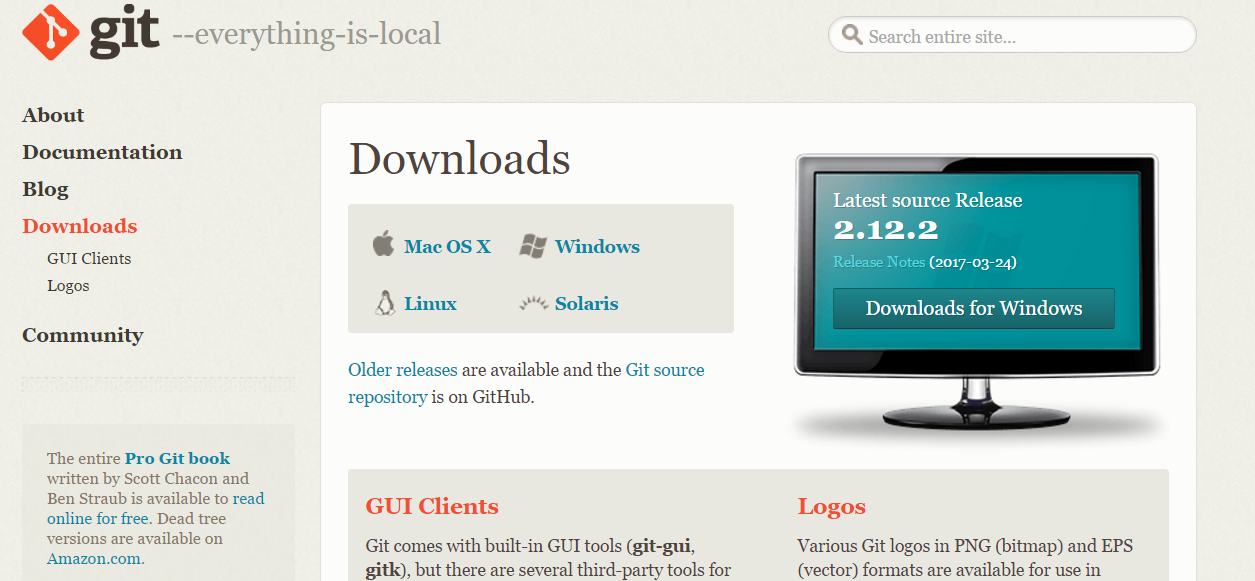 git --everything-is-local
Search entire site...
About
Documentation
Blog
Downloads
GUI Clients
Logos
Community
The entire Pro Git book
written by Scott Chacon and
Ben Straub is available to read
online for free. Dead tree
versions are available on
Amazon.com.
Downloads
Mac OS X Windows
Linux Solaris
Older releases are available and the Git source
repository is on GitHub.
Latest source Release
2.12.2
Release Notes (2017-03-24)
Downloads for Windows
GUI Clients
Git comes with built-in GUI tools (git-gui,
gitk), but there are several third-party tools for
Logos
Various Git logos in PNG (bitmap) and EPS
(vector) formats are available for use in